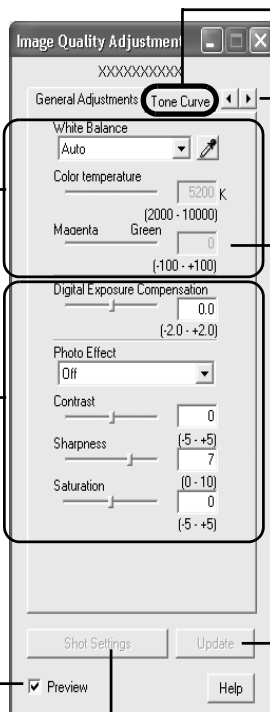 Image Quality Adjustment
XXXXXXXXXX
General Adjustments Tone Curve
White Balance
Auto
Color temperature
5200 K
(2000 - 10000)
Magenta Green
0
(-100 - +100)
Digital Exposure Compensation
0.0
(-2.0 - +2.0)
Photo Effect
Off
Contrast
0
(-5 - +5)
Sharpness
7
(0 - 10)
Saturation
0
(-5 - +5)
Shot Settings Update
Preview Help